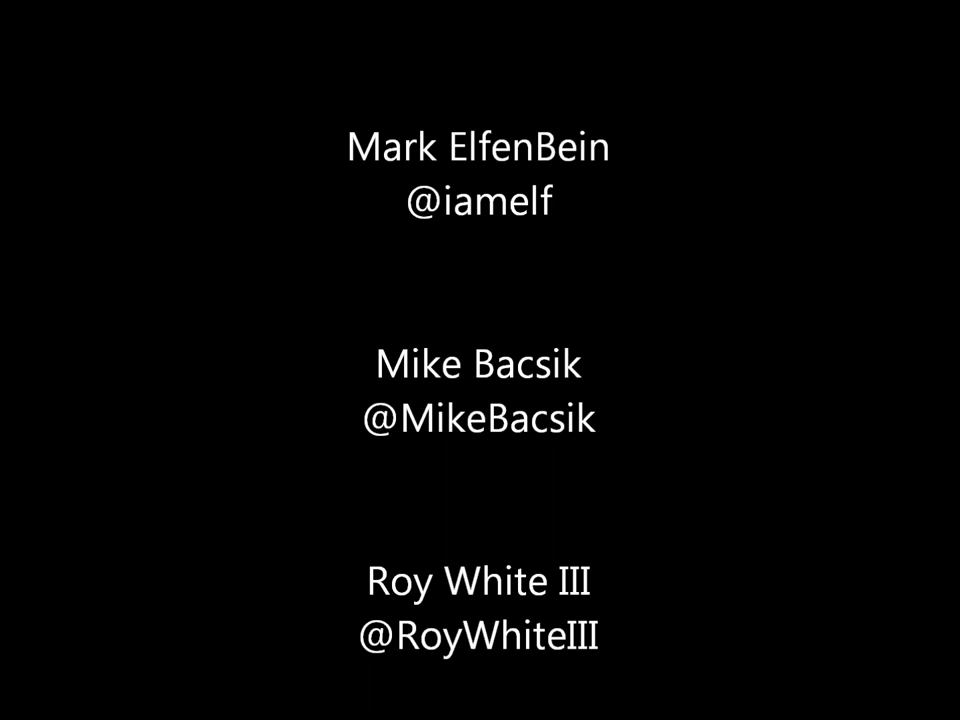 Mark ElfenBein
@iamelf
Mike Bacsik
@MikeBacsik
Roy White III
@RoyWhiteIII